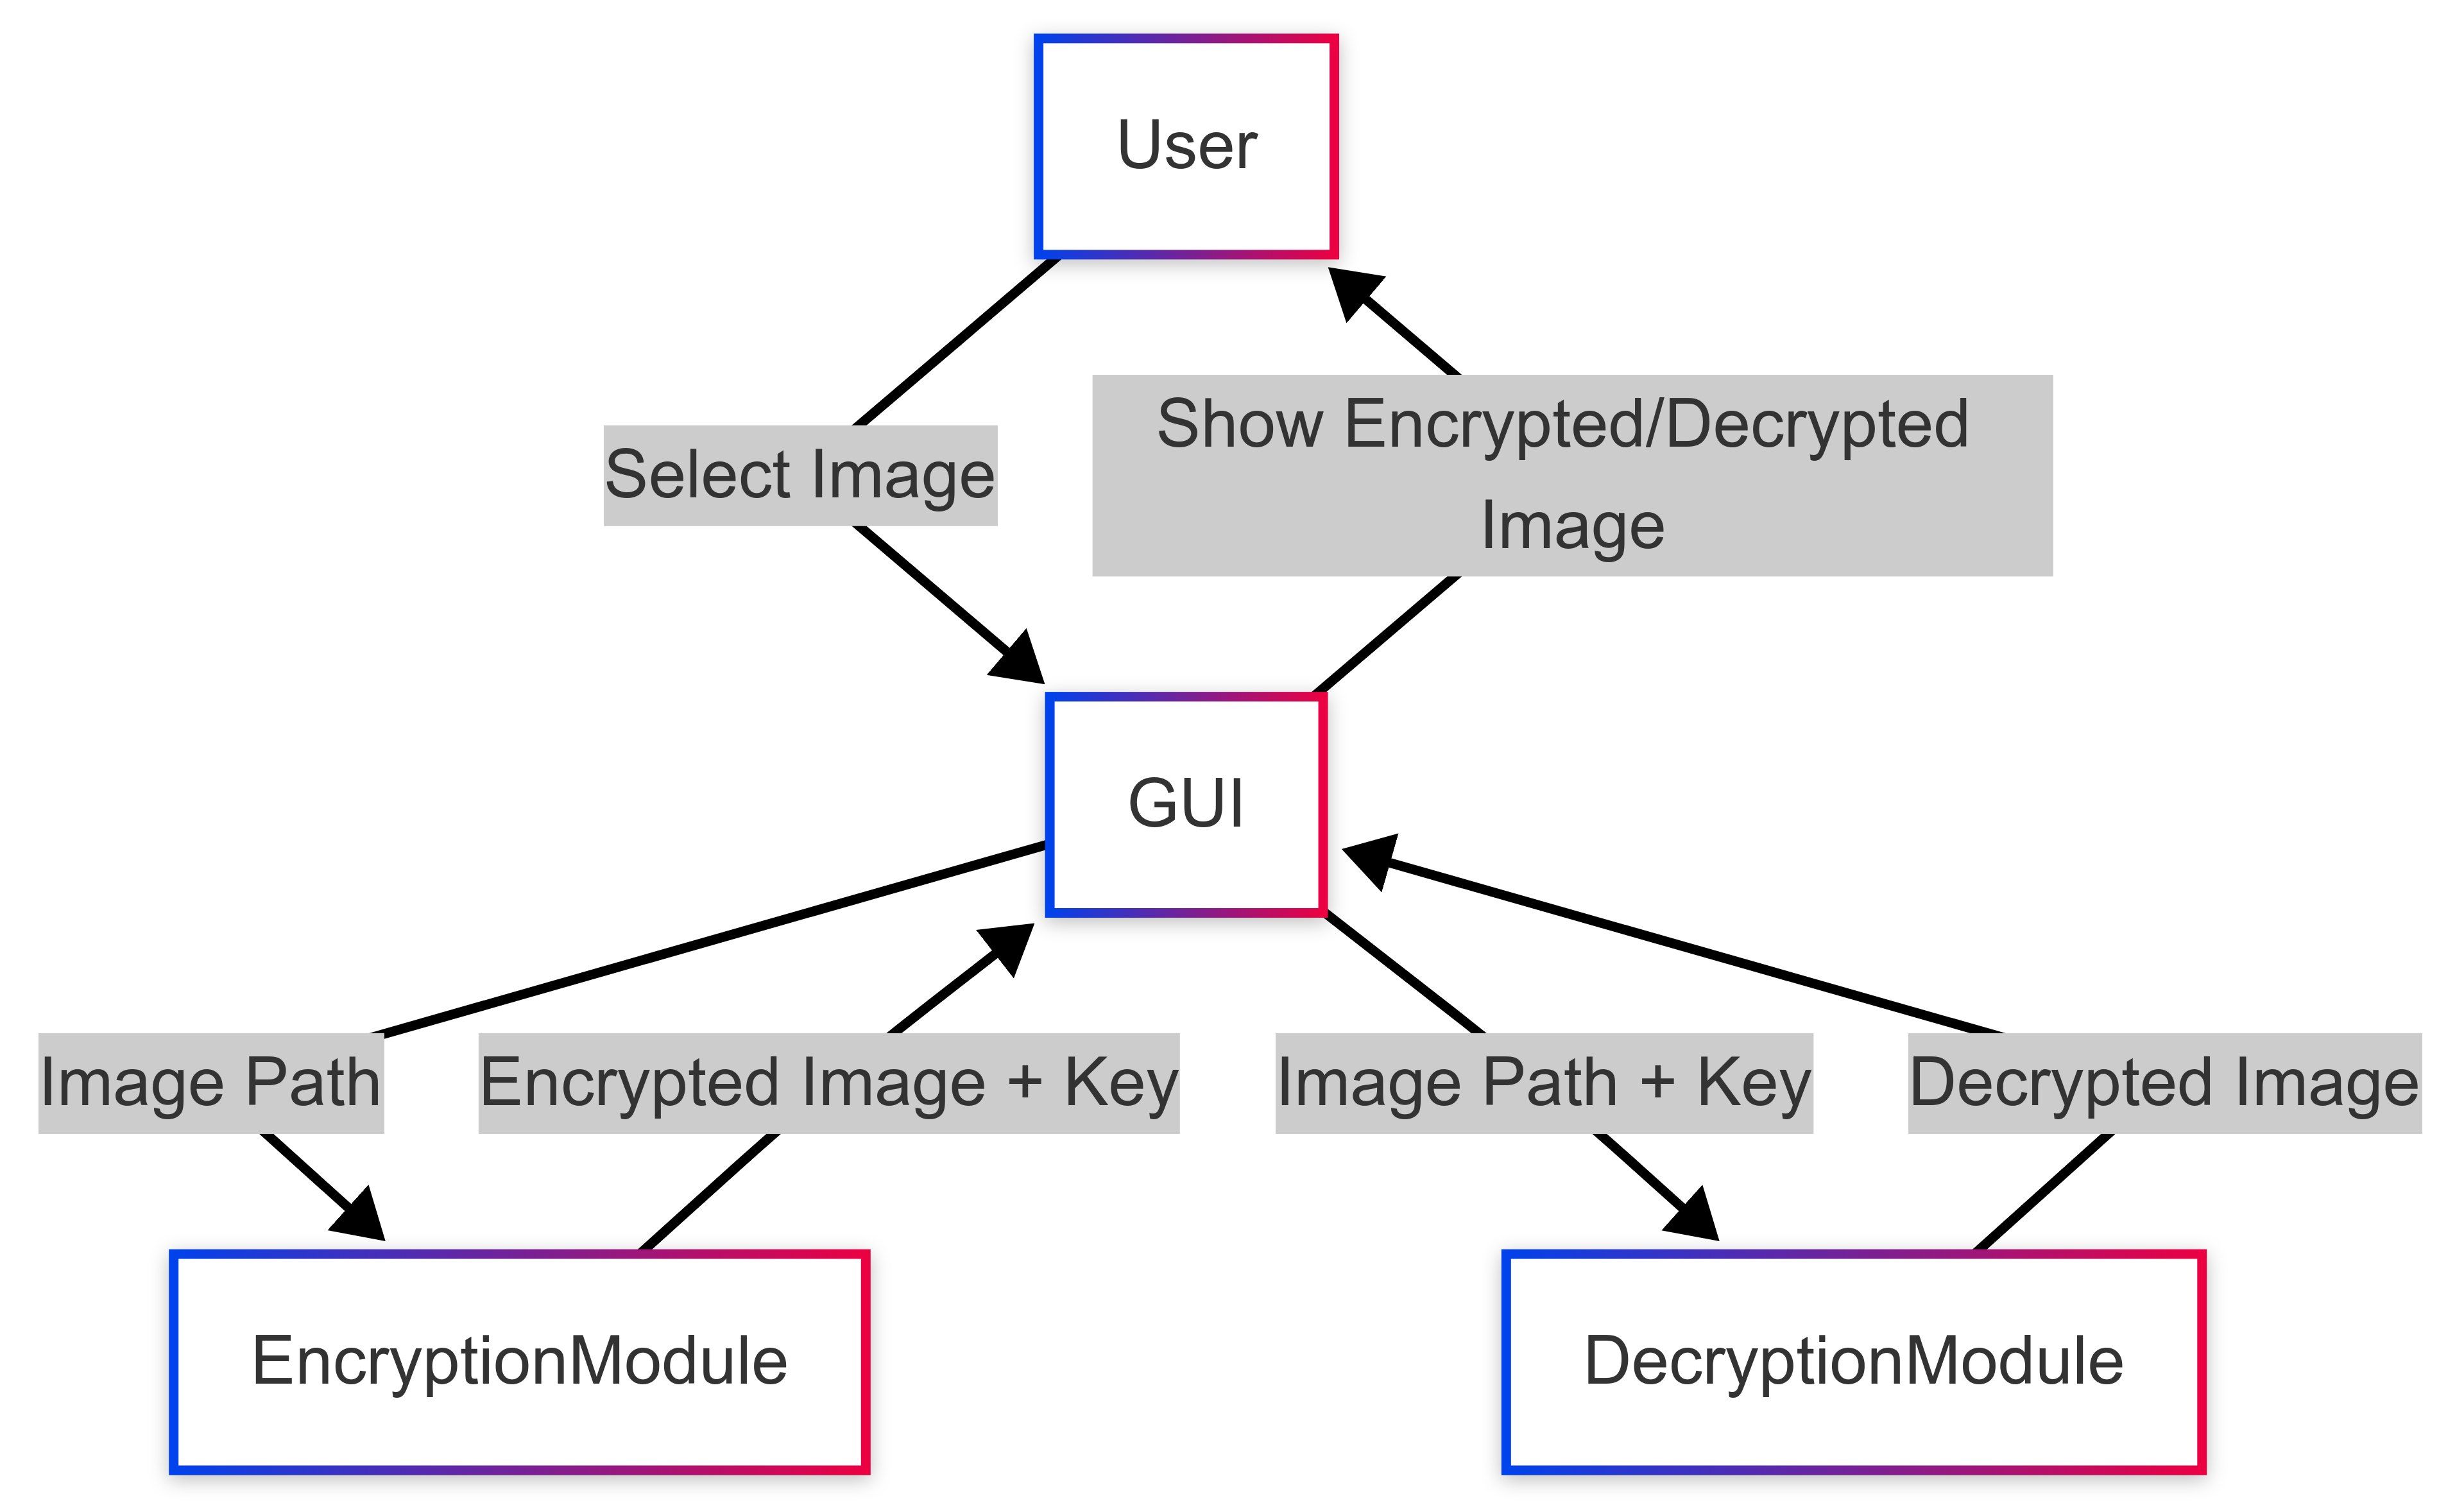 User
Select Image
Show Encrypted/Decrypted
Image
GUI
Image Path
Encrypted Image + Key
Image Path + Key
Decrypted Image
EncryptionModule
DecryptionModule